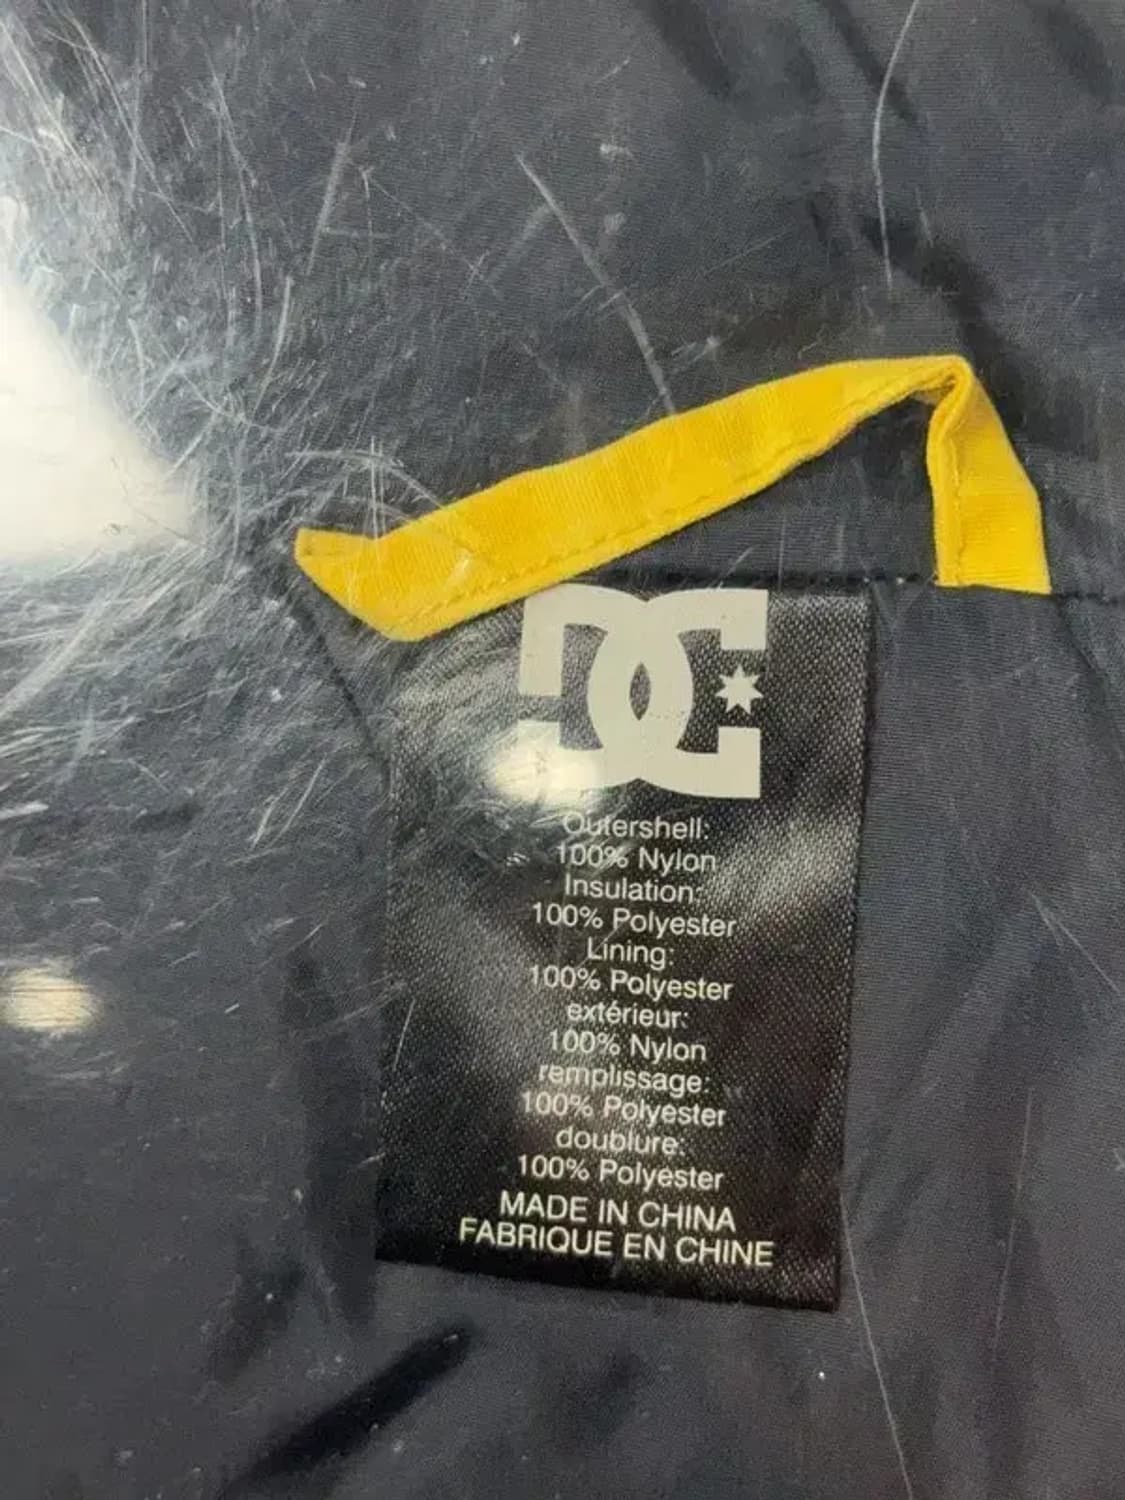 DC
Outershell:
100% Nylon
Insulation:
100% Polyester
Lining:
100% Polyester
extérieur:
100% Nylon
remplissage:
100% Polyester
doublure:
100% Polyester
MADE IN CHINA
FABRIQUE EN CHINE